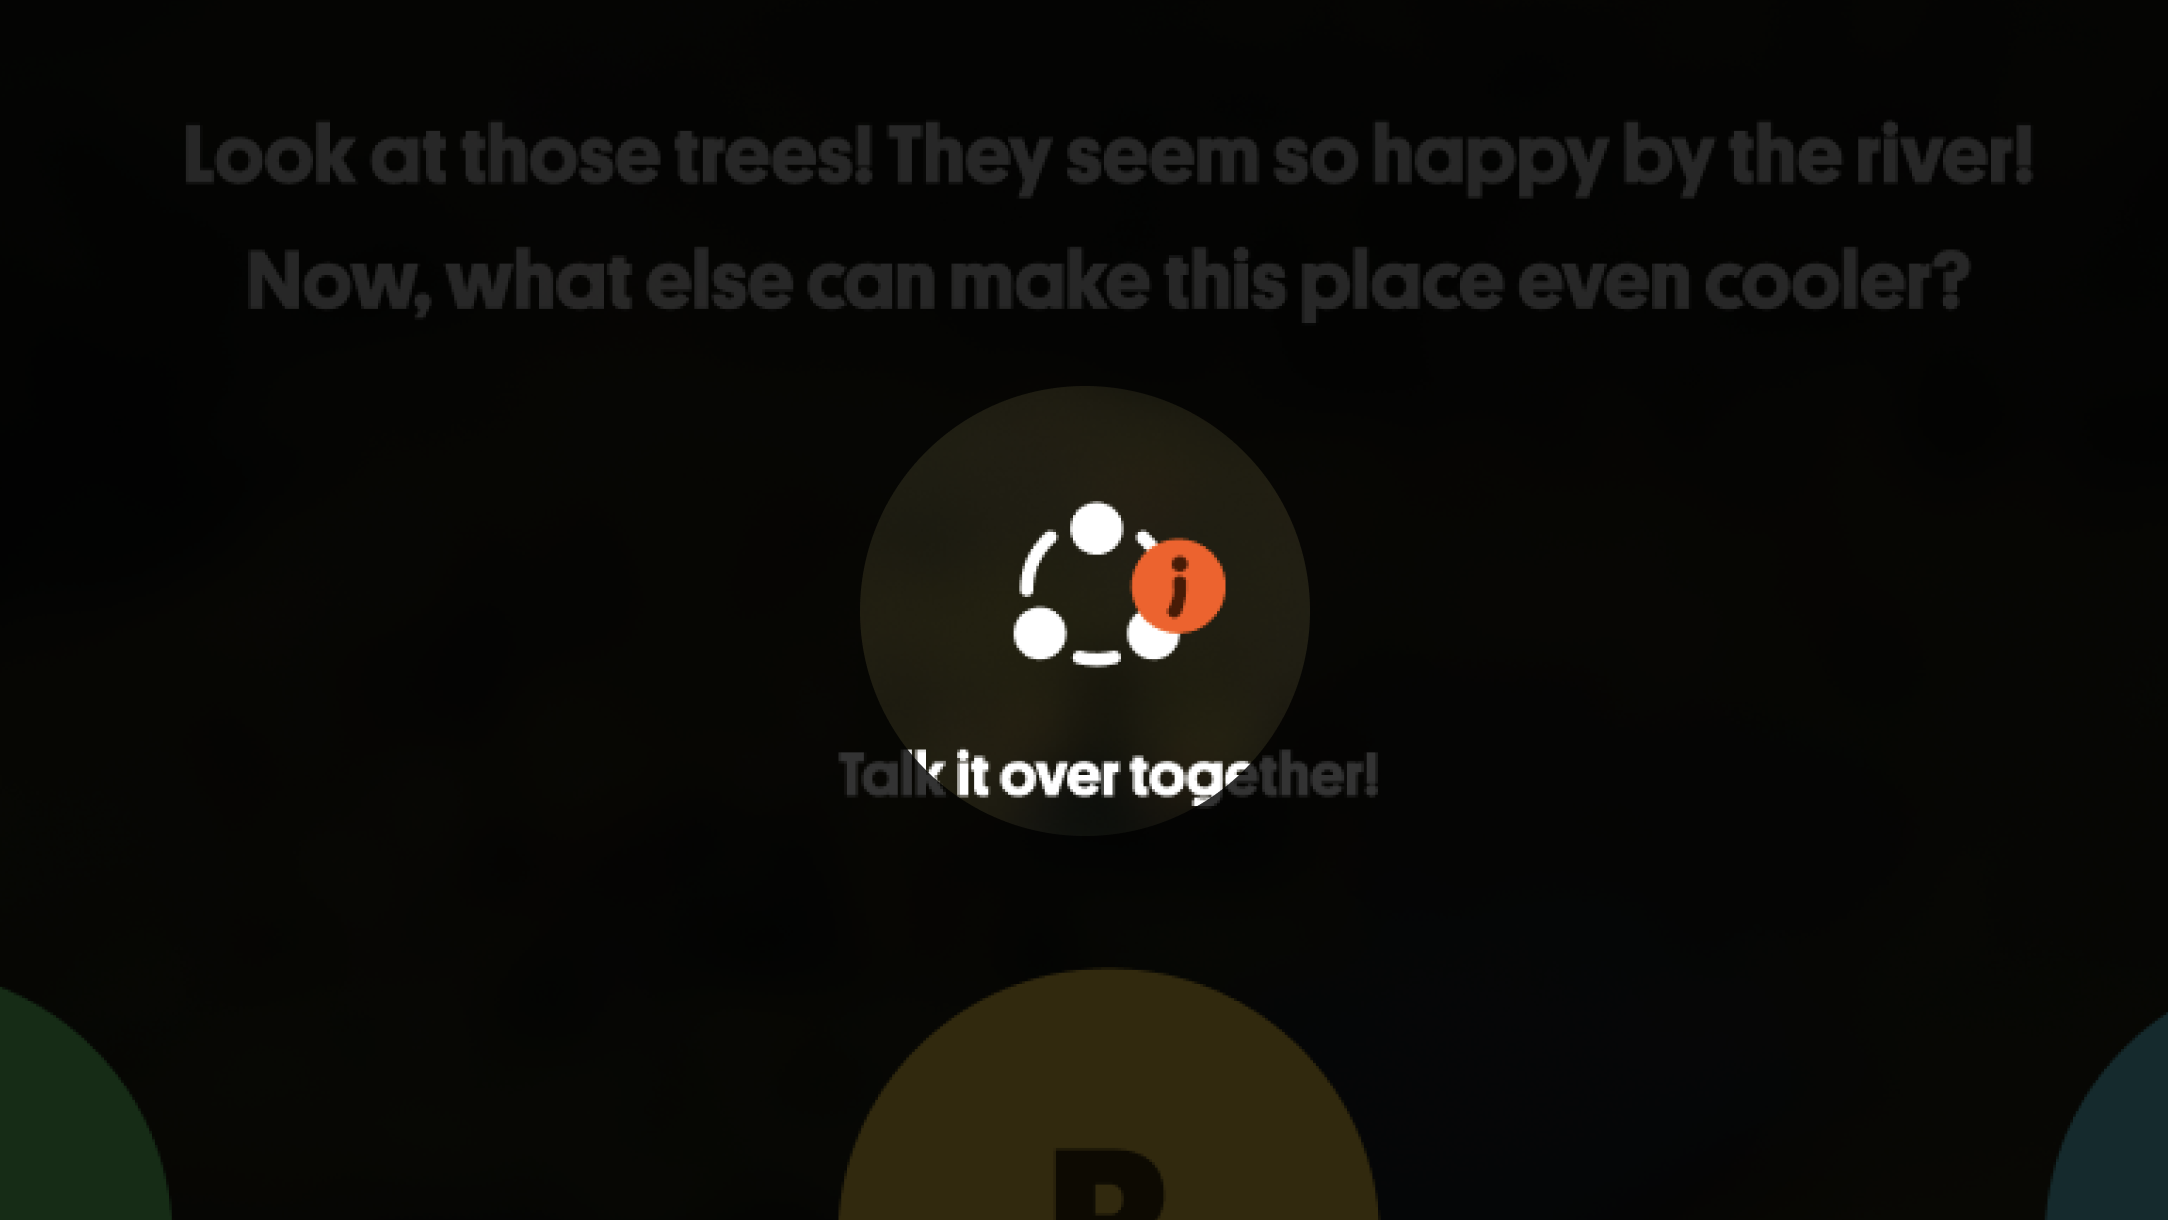 Look at those trees! They seem so happy by the river!
Now, what else can make this place even cooler?
i
Talk it over together!